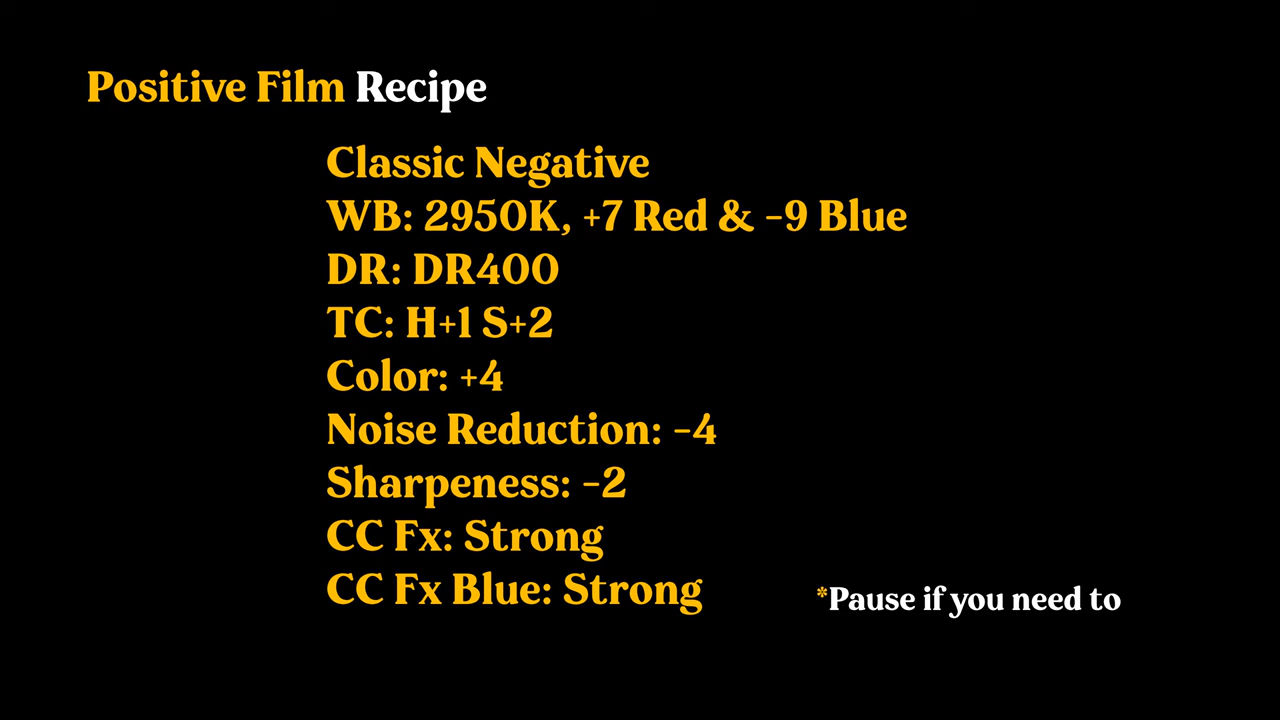 Positive Film Recipe
Classic Negative
WB: 2950K, +7 Red & -9 Blue
DR: DR400
TC: H+1 S+2
Color: +4
Noise Reduction: -4
Sharpeness: -2
CC Fx: Strong
CC Fx Blue: Strong
*Pause if you need to